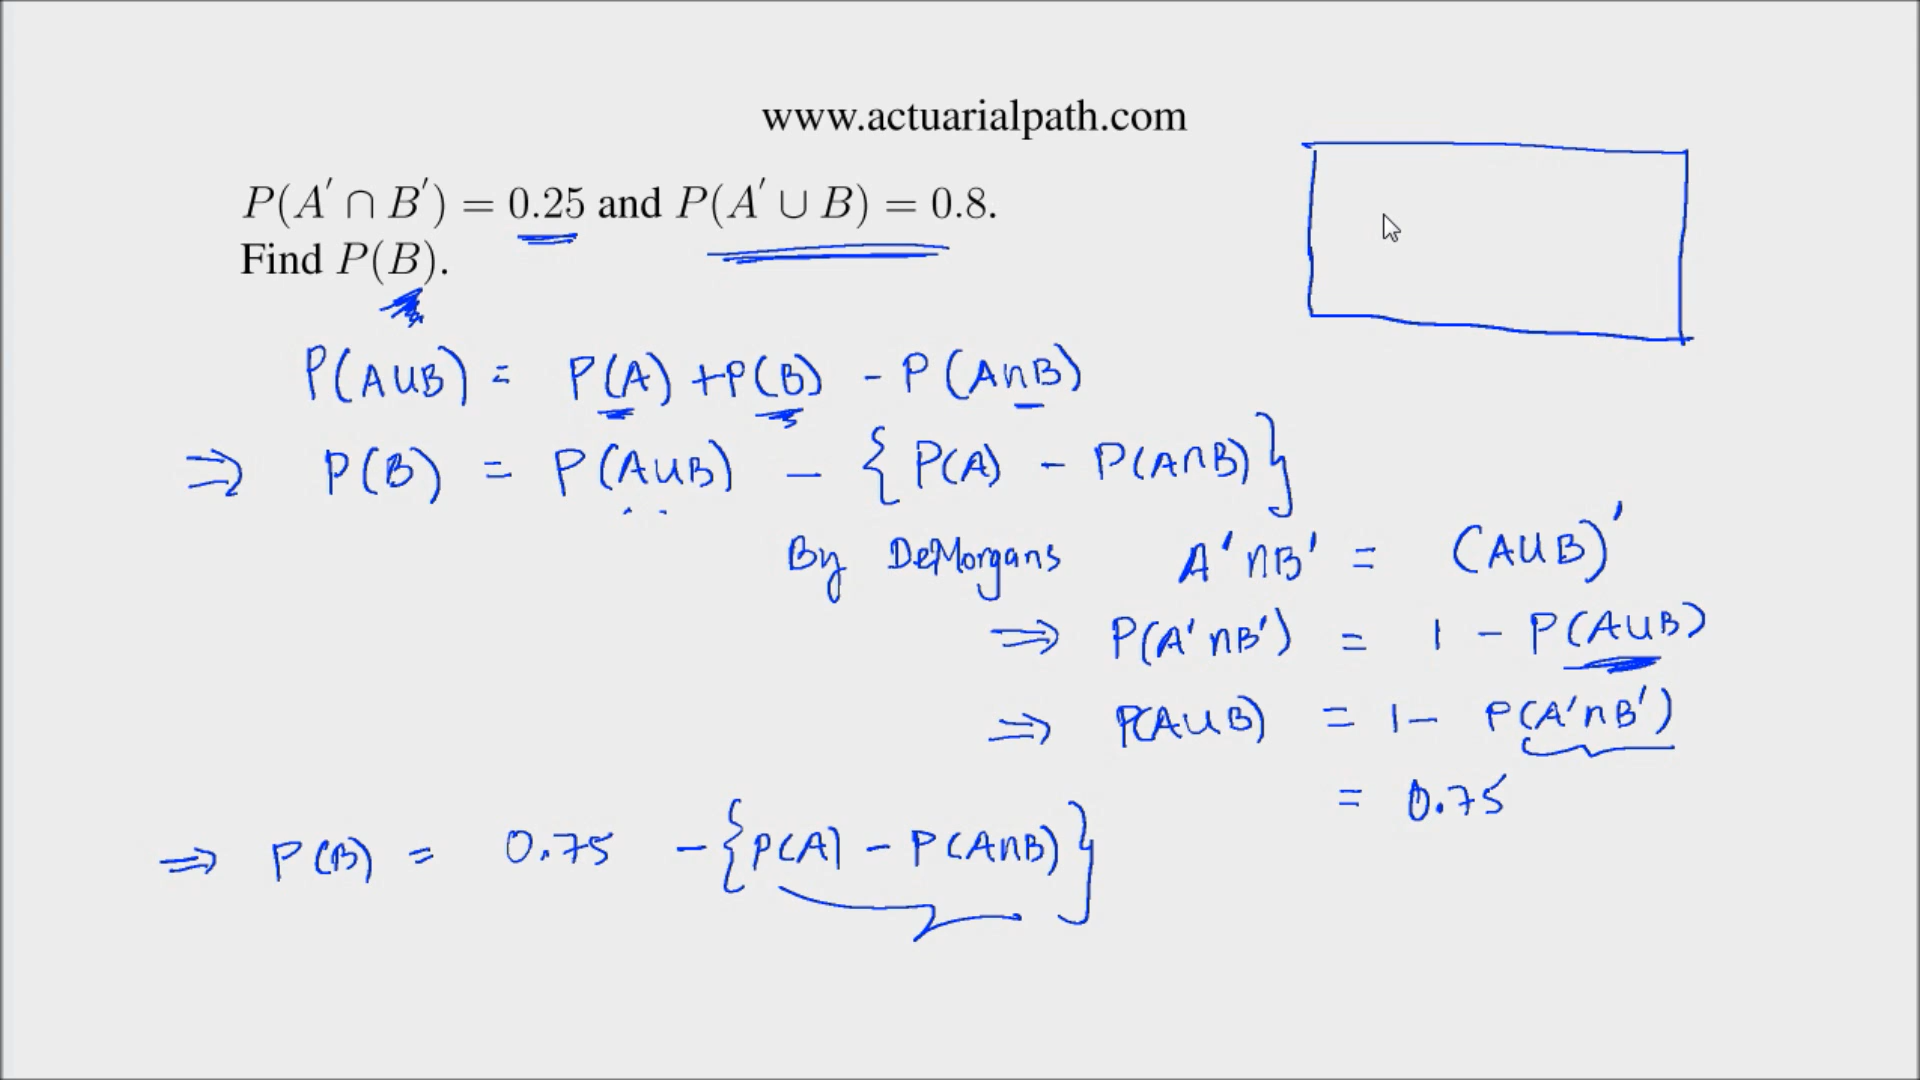 www.actuarialpath.com
P(A′ ∩ B′) = 0.25 and P(A′ ∪ B) = 0.8.
Find P(B).
P(A∪B) = P(A) + P(B) - P(A∩B)
⇒ P(B) = P(A∪B) - {P(A) - P(A∩B)}
By DeMorgans A′∩B′ = (A∪B)′
⇒ P(A′∩B′) = 1 - P(A∪B)
⇒ P(A∪B) = 1 - P(A′∩B′)
= 0.75
⇒ P(B) = 0.75 - {P(A) - P(A∩B)}